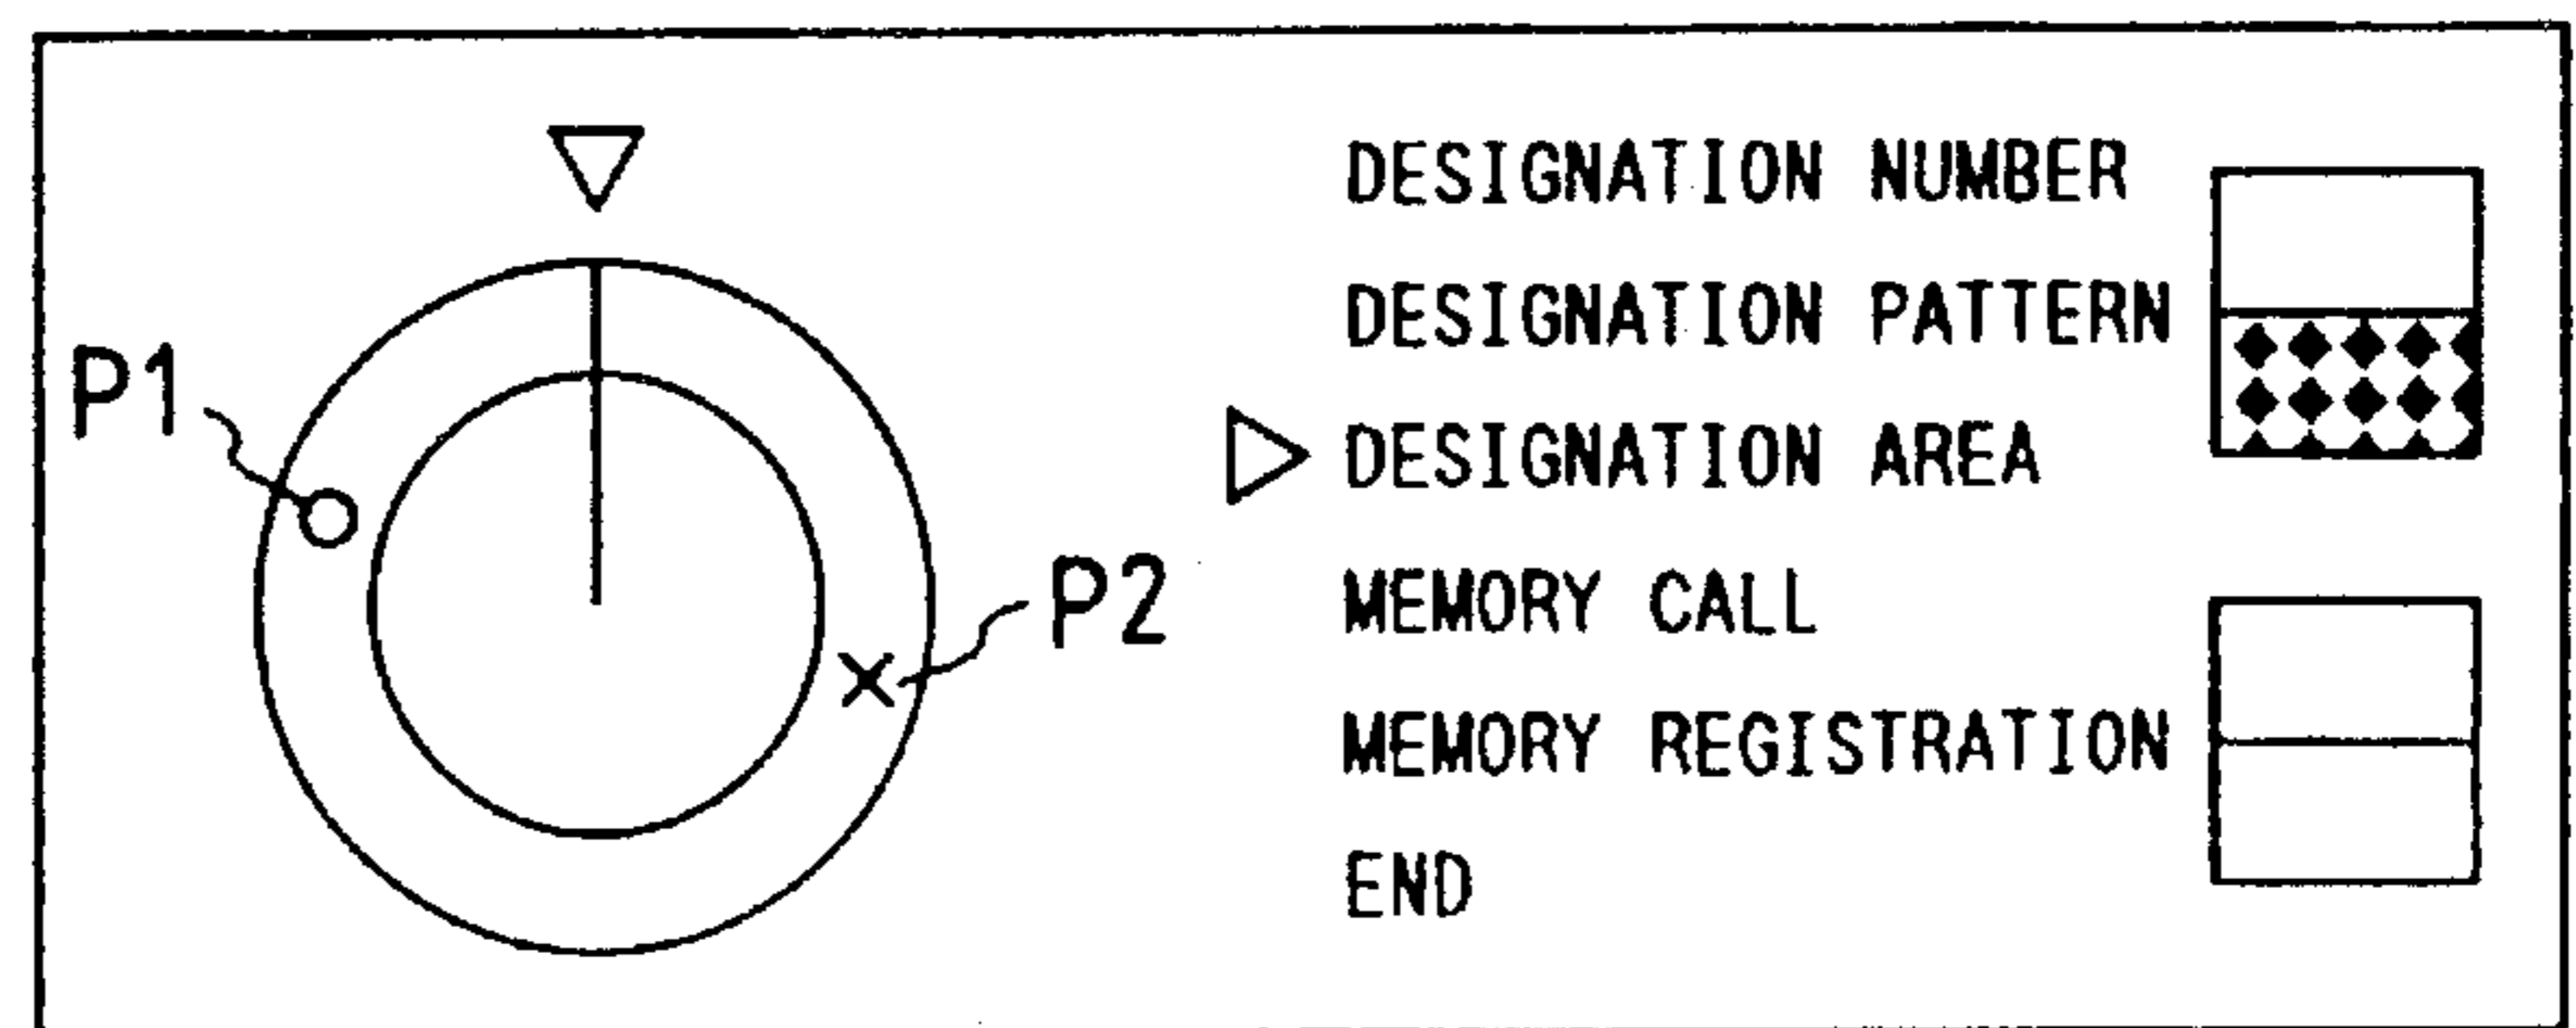 DESIGNATION NUMBER
DESIGNATION PATTERN
P1
DESIGNATION AREA
P2
MEMORY CALL
MEMORY REGISTRATION
END